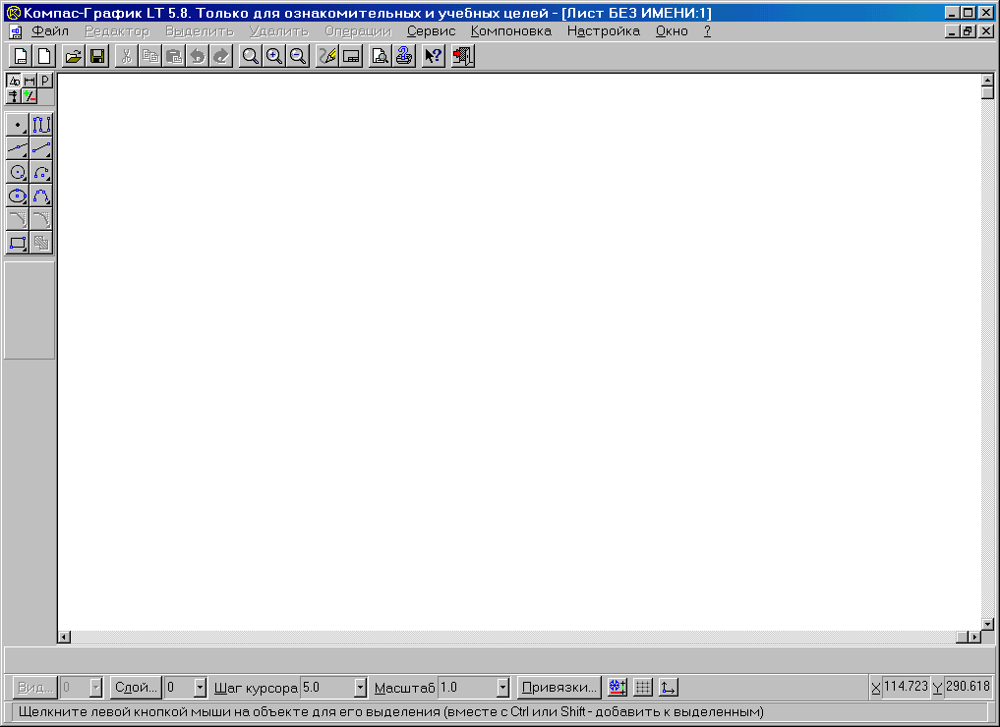 Компас-График LT 5.8. Только для ознакомительных и учебных целей - [Лист БЕЗ ИМЕНИ:1]
Файл Редактор Выделить Удалить Операции Сервис Компоновка Настройка Окно ?
P
Вид... 0 Слой... 0 Шаг курсора 5.0 Масштаб 1.0 Привязки... X 114.723 Y 290.618
Щелкните левой кнопкой мыши на объекте для его выделения (вместе с Ctrl или Shift - добавить к выделенным)